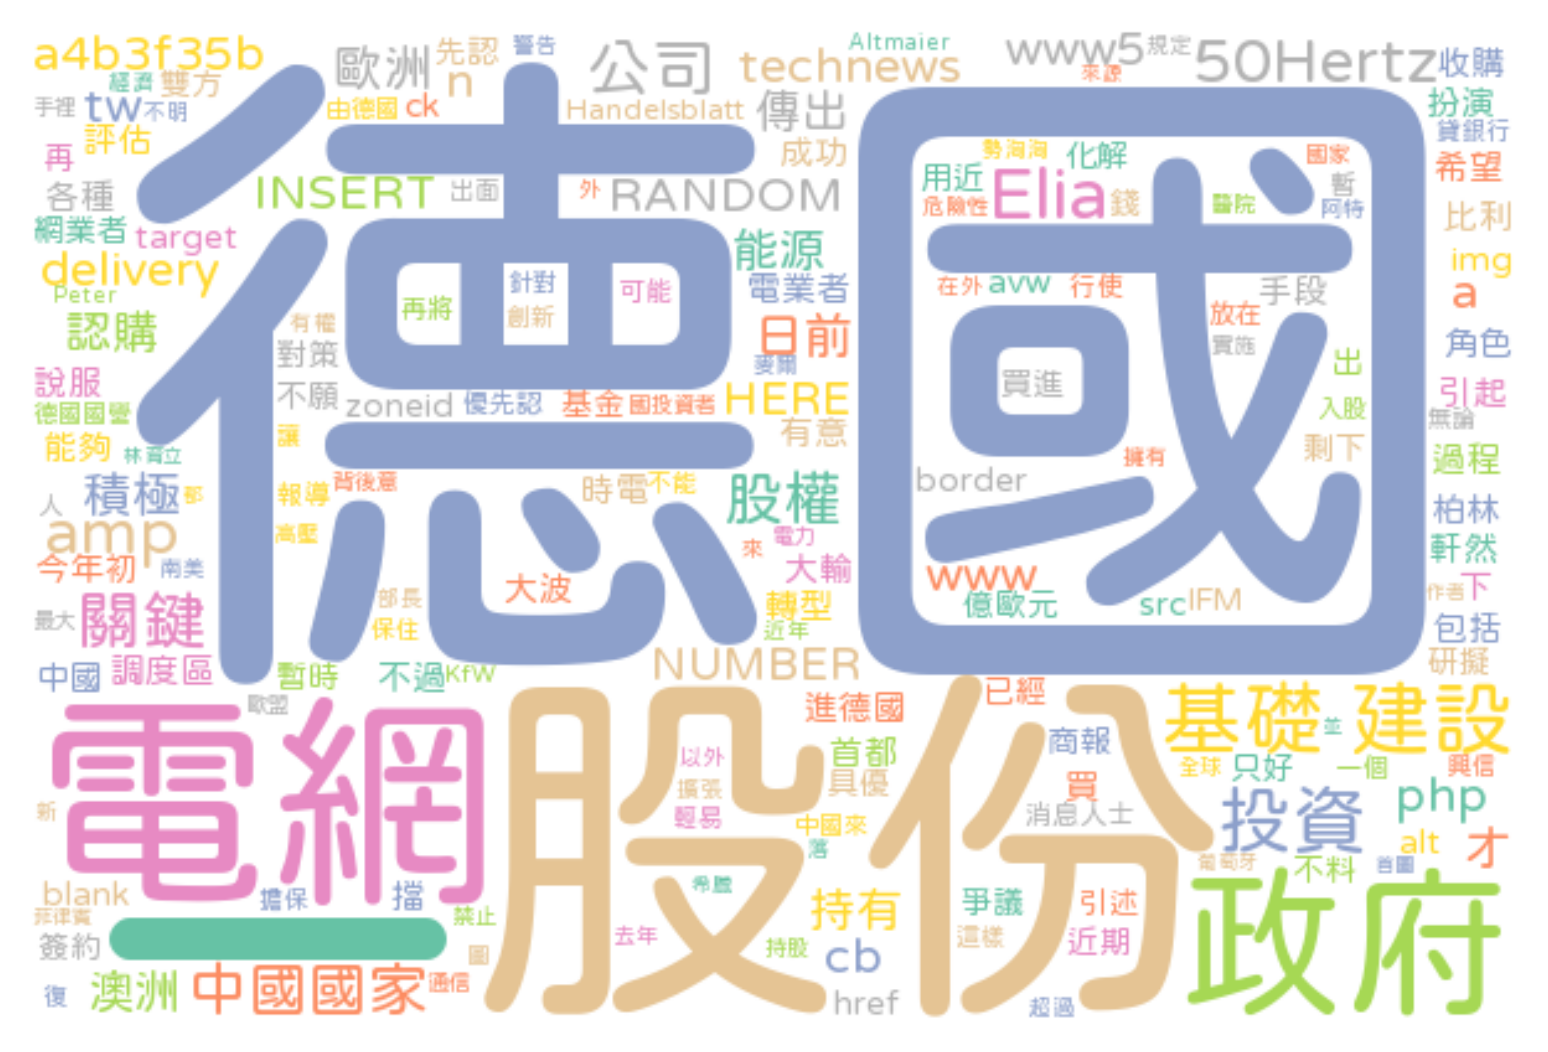 a4b3f35b
歐洲
先認
警告
公司
technews
Altmaier
www5
規定
50Hertz
收購
經濟
雙方
n
來源
手裡
tw
不明
由德國
ck
Handelsblatt
傳出
扮演
評估
成功
貸銀行
再
德
國
勢洶洶
化解
國家
希望
各種
INSERT
出面
外
RANDOM
用近
Elia
錢
醫院
暫
危險性
阿特
比利
網業者
target
能源
delivery
針對
可能
電業者
在外
avw
行使
手段
img
Peter
再將
創新
a
認購
有權
日前
放在
角色
對策
麥爾
實施
出
說服
不願
zoneid
優先認
基金
國投資者
HERE
買進
引起
德國國營
入股
無論
能夠
讓
有意
剩下
林育立
擁有
過程
積極
部
報導
背後意
時電
不能
股權
border
人
柏林
amp
高壓
電力
來
軒然
今年初
南美
大波
大輪
www
下
部長
轉型
億歐元
src
IFM
作者
最大
關鍵
保住
近年
包括
中國
調度區
暫時
不過
KfW
NUMBER
研擬
歐盟
已經
電網
股份
進德國
基礎
建設
以外
首都
商報
並
全球
只好
一個
興信
擴張
具優
買
新
輕易
中國來
消息人士
投資
php
落
alt
才
葡萄牙
不料
首圖
blank
擔保
擋
希臘
政府
菲律賓
禁止
持有
爭議
引述
簽約
去年
持股
這樣
近期
圖
cb
復
澳洲
中國國家
通信
href
超過